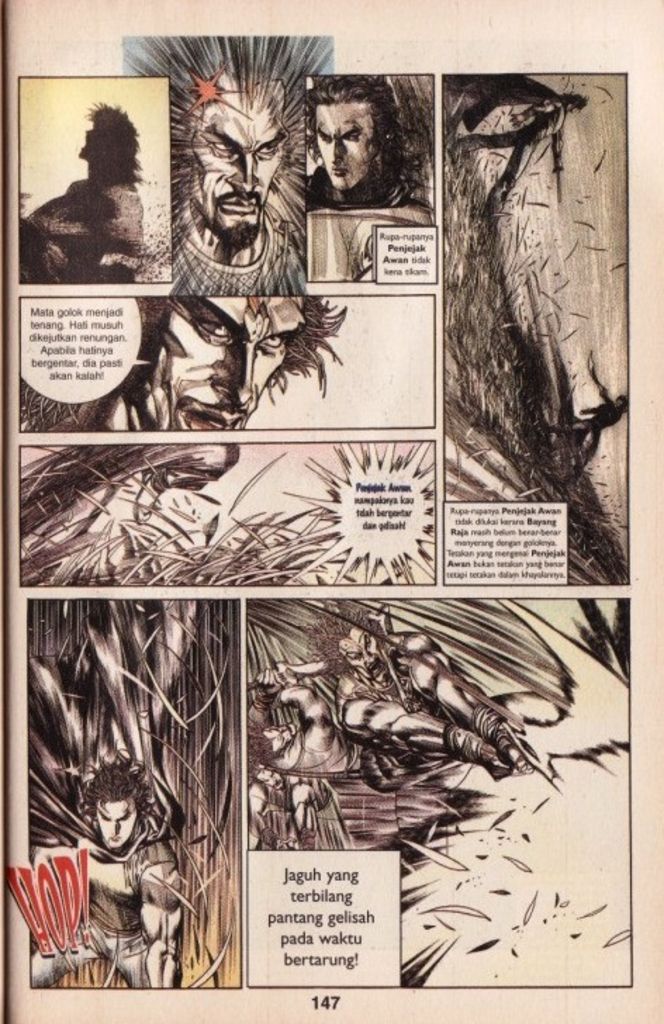 Rupa-rupanya
Penjejak
Awan tidak
kena tikam.
Mata golok menjadi
tenang. Hati musuh
dikejutkan renungan.
Apabila hatinya
bergentar, dia pasti
akan kalah!
Penjejak Awan,
nampaknya kau
telah bergentar
dan gelisah!
Rupa-rupanya Penjejak Awan
tidak dilukai kerana Bayang
Raja masih belum benar-benar
menyerang dengan goloknya.
Tetakan yang mengenai Penjejak
Awan bukan tetakan yang benar
tetapi tetakan dalam khayalannya.
HOP!
Jaguh yang
terbilang
pantang gelisah
pada waktu
bertarung!
147